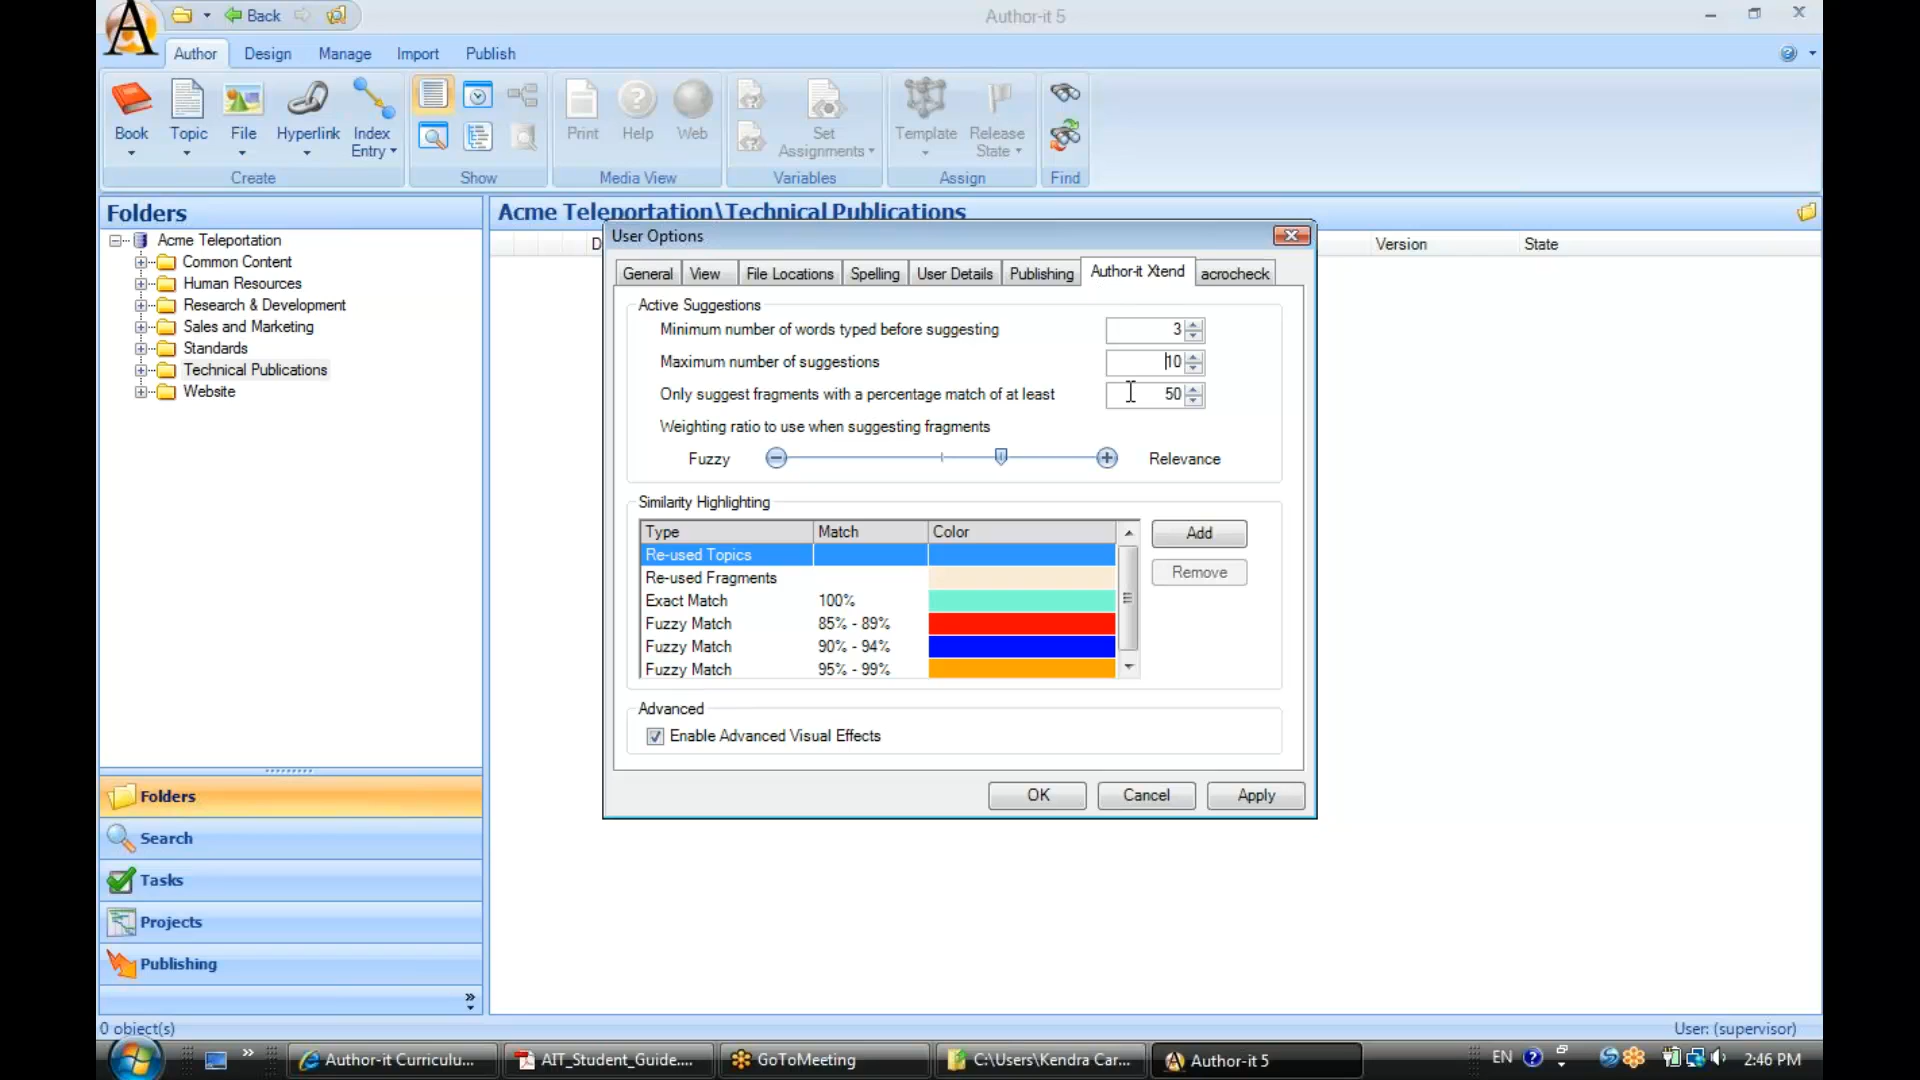 Back
Author-it 5
Author
Design
Manage
Import
Publish
Book
Topic
File
Hyperlink
Index
Entry
Create
Show
Print
Help
Web
Media View
Set
Assignments
Variables
Template
Release
State
Assign
Find
Folders
Acme Teleportation
Common Content
Human Resources
Research & Development
Sales and Marketing
Standards
Technical Publications
Website
Acme Teleportation\Technical Publications
D
Version
State
User Options
General
View
File Locations
Spelling
User Details
Publishing
Author-it Xtend
acrocheck
Active Suggestions
Minimum number of words typed before suggesting 3
Maximum number of suggestions 10
Only suggest fragments with a percentage match of at least 50
Weighting ratio to use when suggesting fragments
Fuzzy
Relevance
Similarity Highlighting
Type Match Color
Re-used Topics
Re-used Fragments
Exact Match 100%
Fuzzy Match 85% - 89%
Fuzzy Match 90% - 94%
Fuzzy Match 95% - 99%
Add
Remove
Advanced
Enable Advanced Visual Effects
OK
Cancel
Apply
Folders
Search
Tasks
Projects
Publishing
0 object(s)
User: (supervisor)
Author-it Curriculu...
AIT_Student_Guide....
GoToMeeting
C:\Users\Kendra Car...
Author-it 5
EN
2:46 PM